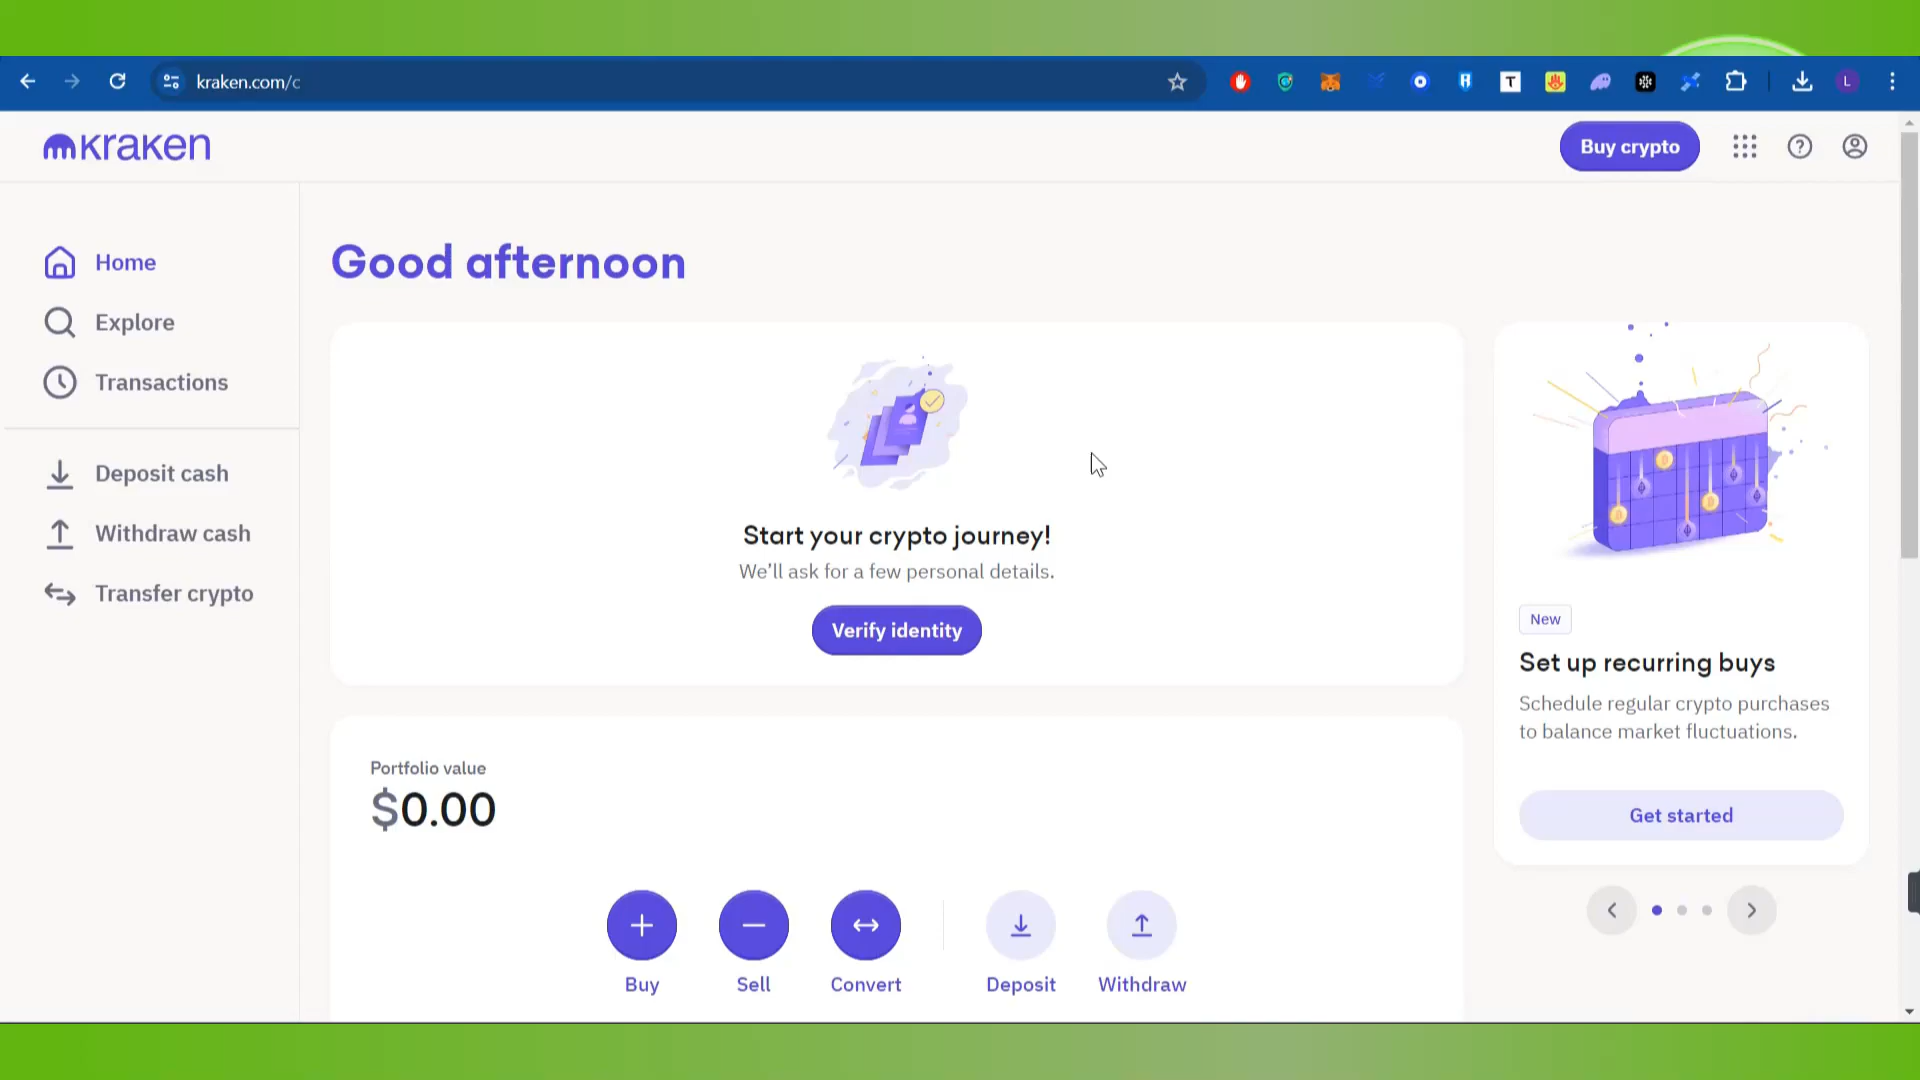 kraken.com/c
T
L
kraken
Buy crypto
Home
Explore
Transactions
Deposit cash
Withdraw cash
Transfer crypto
Good afternoon
Start your crypto journey!
We'll ask for a few personal details.
Verify identity
Portfolio value
$0.00
Buy
Sell
Convert
Deposit
Withdraw
New
Set up recurring buys
Schedule regular crypto purchases
to balance market fluctuations.
Get started